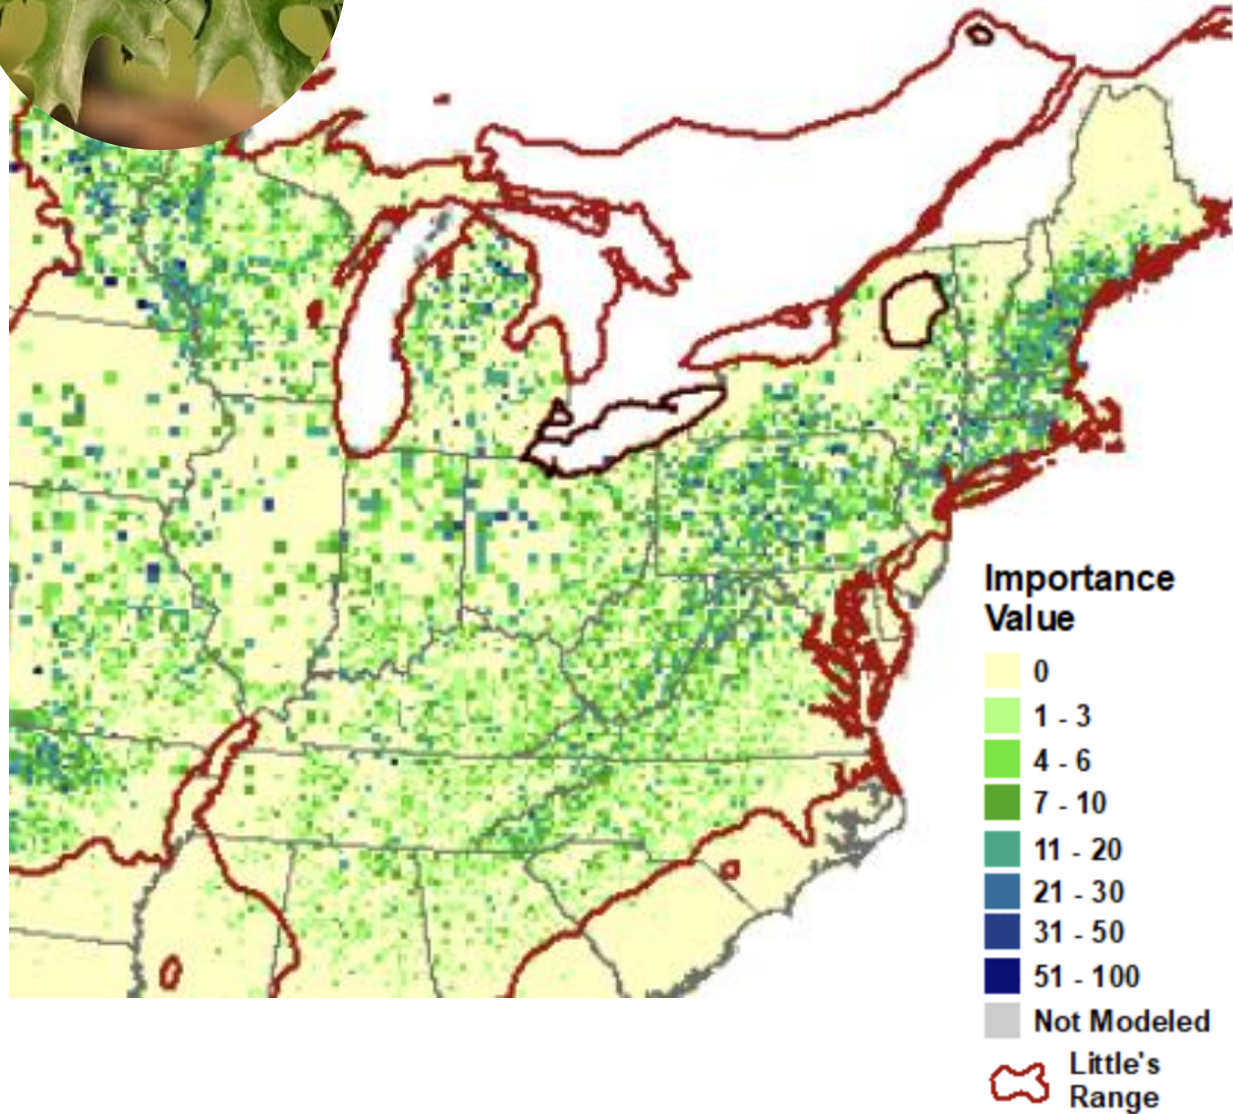 Importance
Value
0
1 - 3
4 - 6
7 - 10
11 - 20
21 - 30
31 - 50
51 - 100
Not Modeled
Little's
Range